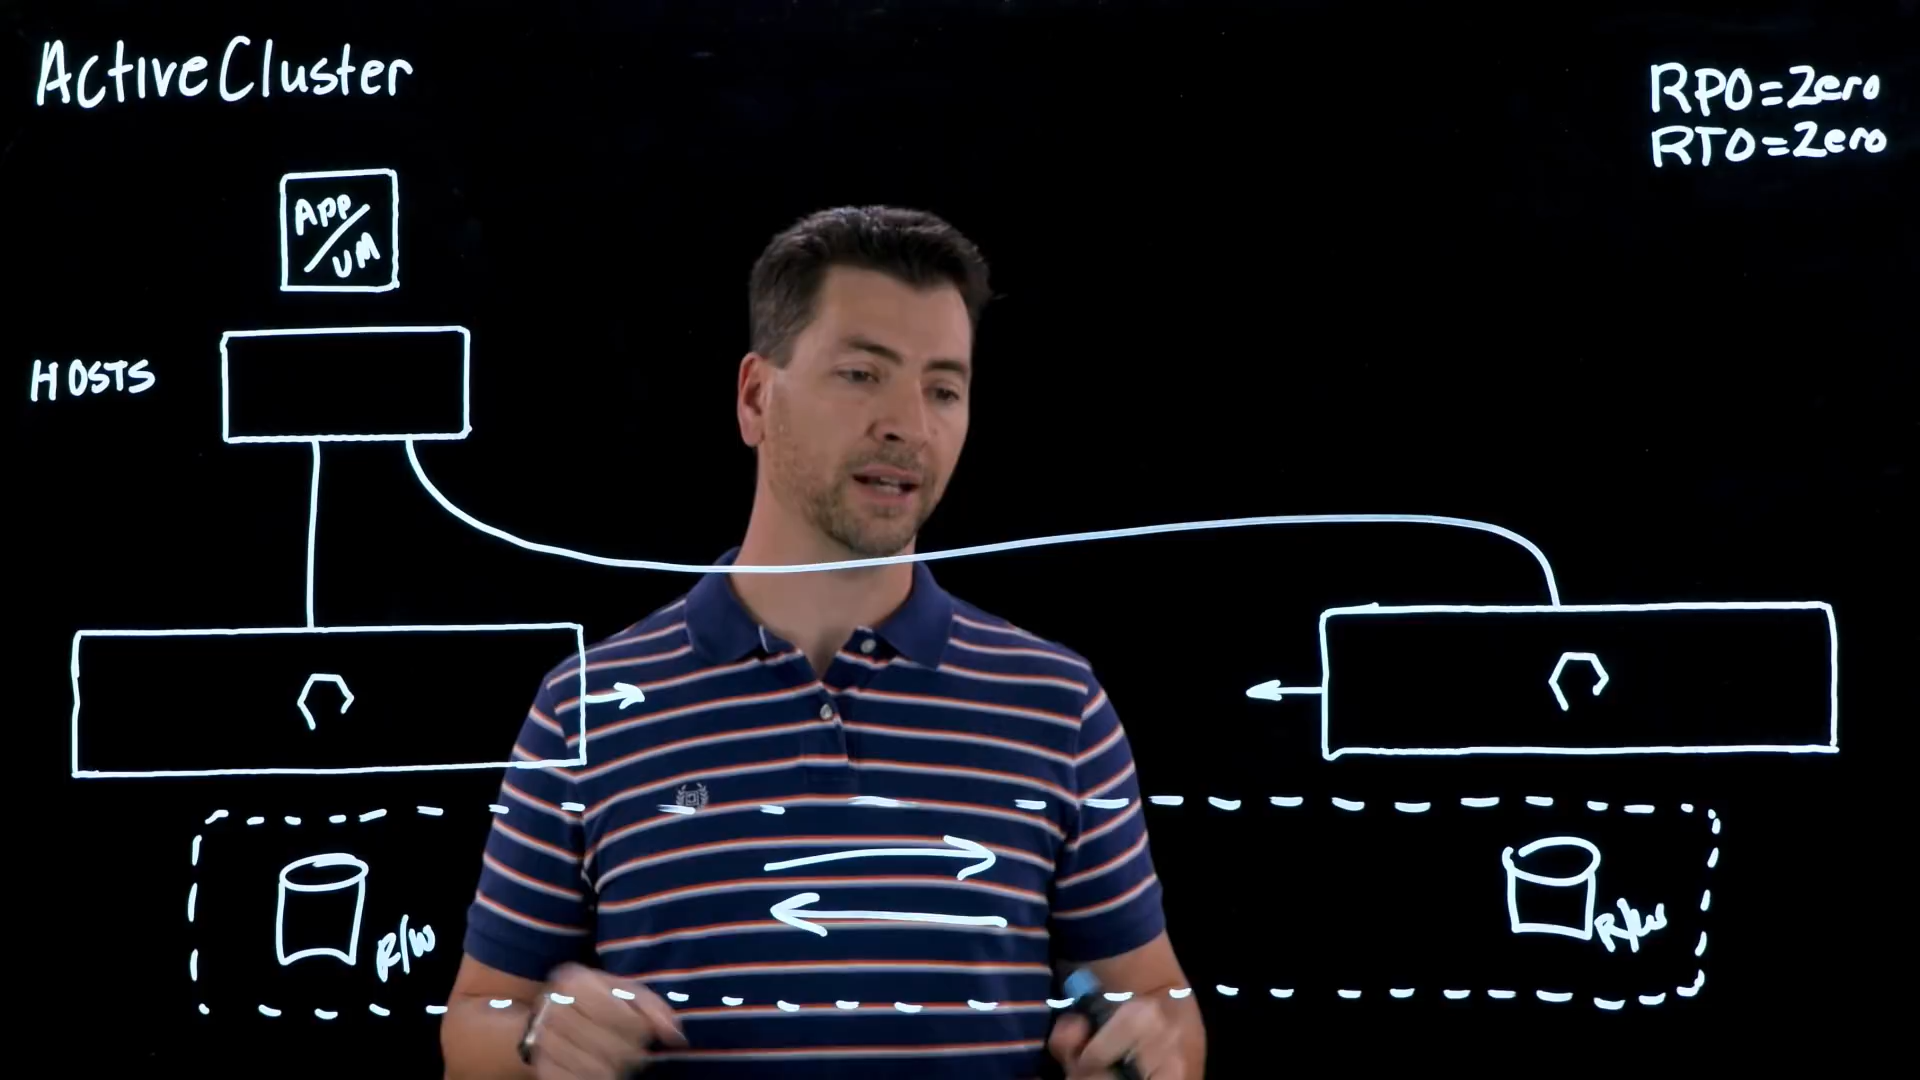 ActiveCluster
RPO=Zero
RTO=Zero
APP/VM
HOSTS
R/W
R/W